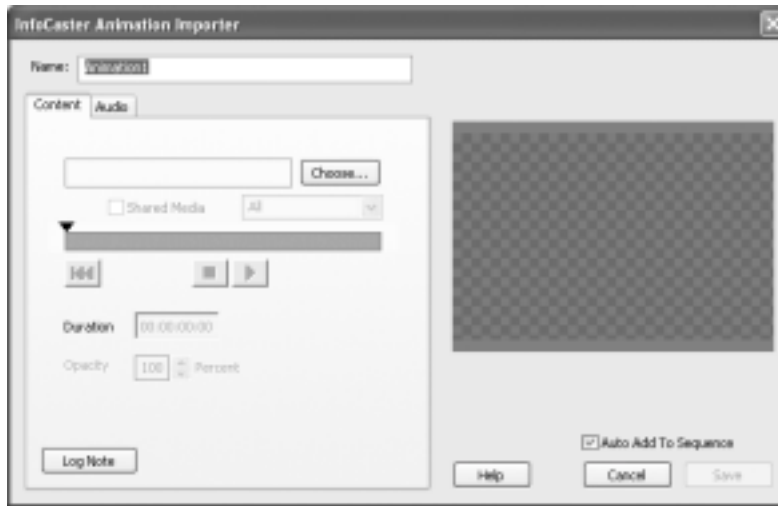 InfoCaster Animation Importer
Name: Animation1
Content Audio
Choose...
Shared Media All
Duration 00:00:00:00
Opacity 100 Percent
Auto Add To Sequence
Log Note Help Cancel Save